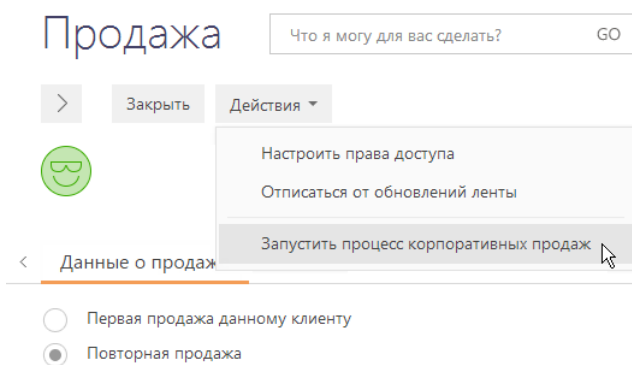 Продажа
Что я могу для вас сделать? GO
Закрыть Действия
Настроить права доступа
Отписаться от обновлений ленты
Запустить процесс корпоративных продаж
Данные о продаж
Первая продажа данному клиенту
Повторная продажа